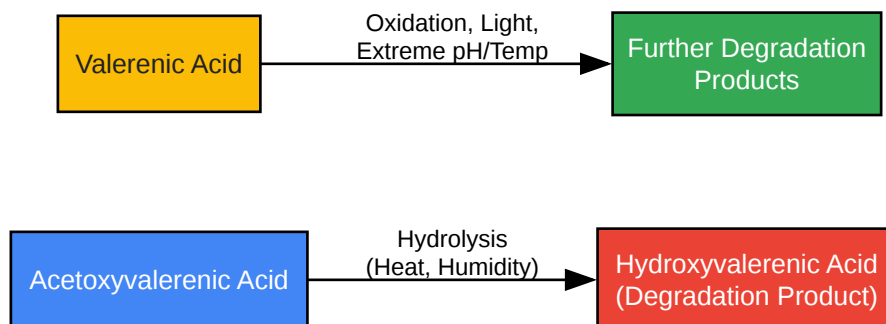 Valerenic Acid
Oxidation, Light,
Extreme pH/Temp
Further Degradation
Products
Acetoxyvalerenic Acid
Hydrolysis
(Heat, Humidity)
Hydroxyvalerenic Acid
(Degradation Product)